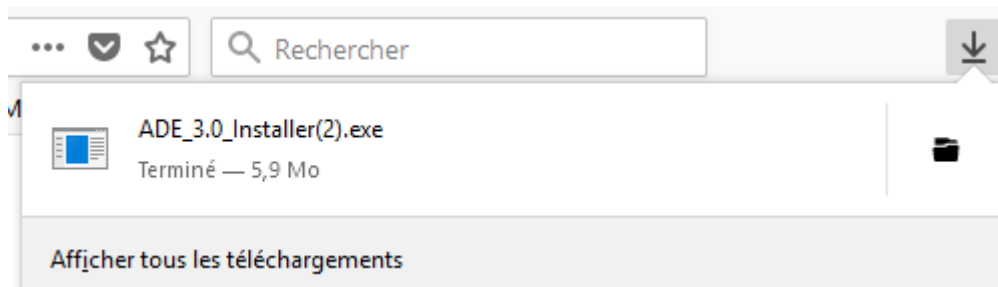 Rechercher
M
ADE_3.0_Installer(2).exe
Terminé — 5,9 Mo
Afficher tous les téléchargements